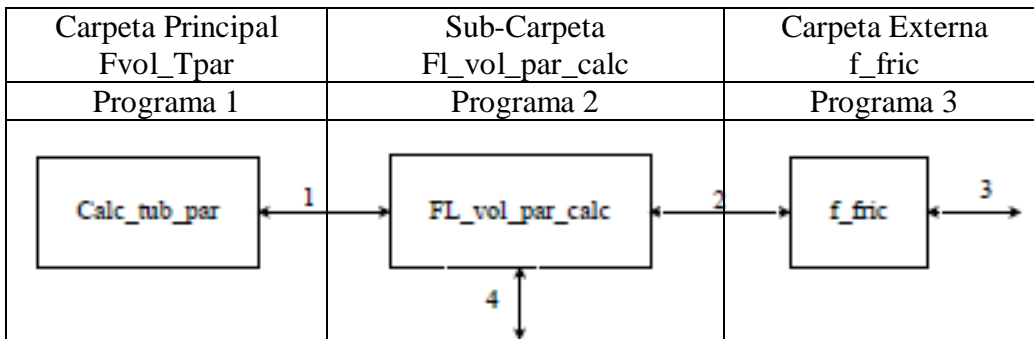 Carpeta Principal
Fvol_Tpar
Sub-Carpeta
Fl_vol_par_calc
Carpeta Externa
f_fric
Programa 1
Programa 2
Programa 3
Calc_tub_par
1
FL_vol_par_calc
2
f_fric
3
4